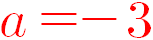 a = - 3